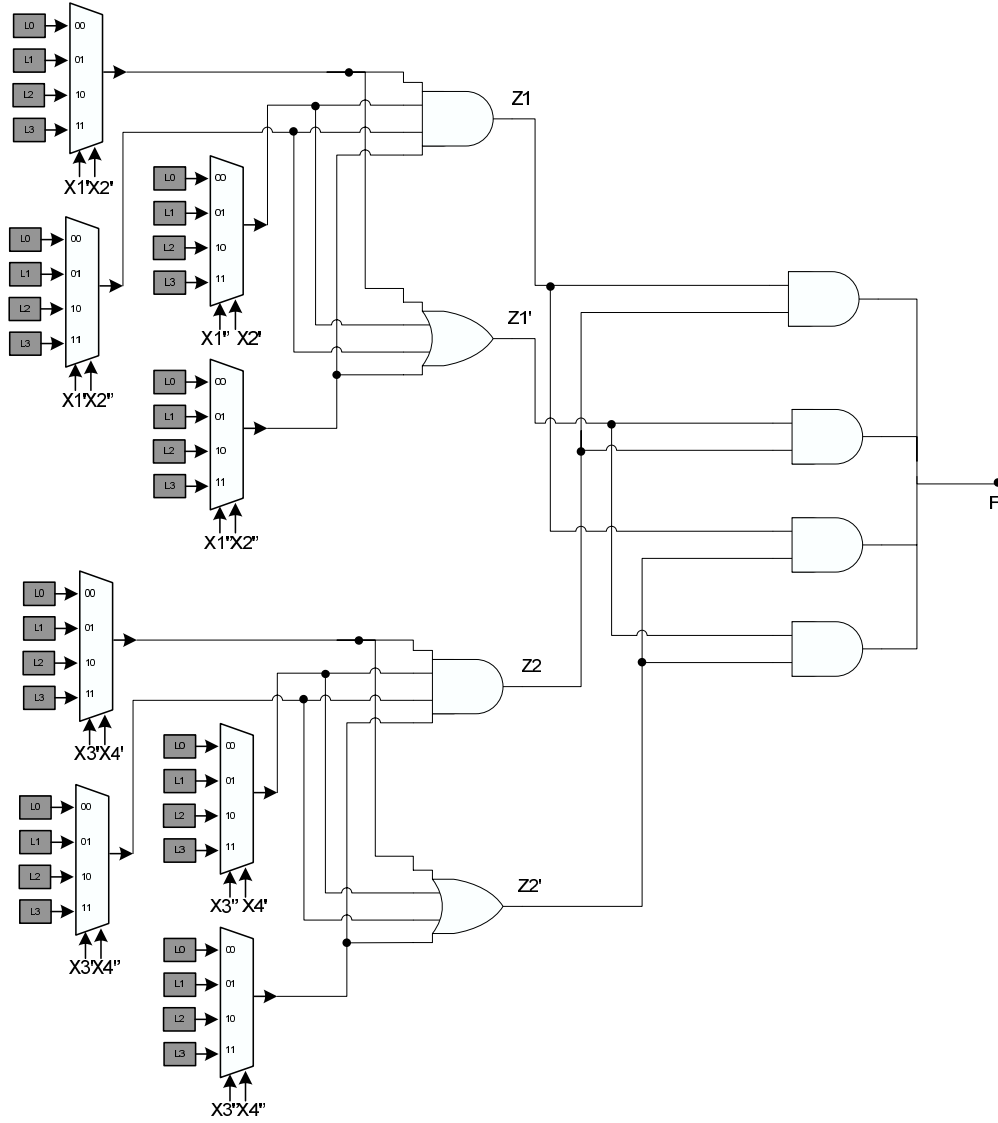 L0 00
L1 01
L2 10
L3 11
X1'X2'
L0 00
L1 01
L2 10
L3 11
X1'X2"
L0 00
L1 01
L2 10
L3 11
X1" X2'
L0 00
L1 01
L2 10
L3 11
X1"X2"
Z1
Z1'
F
L0 00
L1 01
L2 10
L3 11
X3'X4'
L0 00
L1 01
L2 10
L3 11
X3'X4"
L0 00
L1 01
L2 10
L3 11
X3" X4'
L0 00
L1 01
L2 10
L3 11
X3"X4"
Z2
Z2'